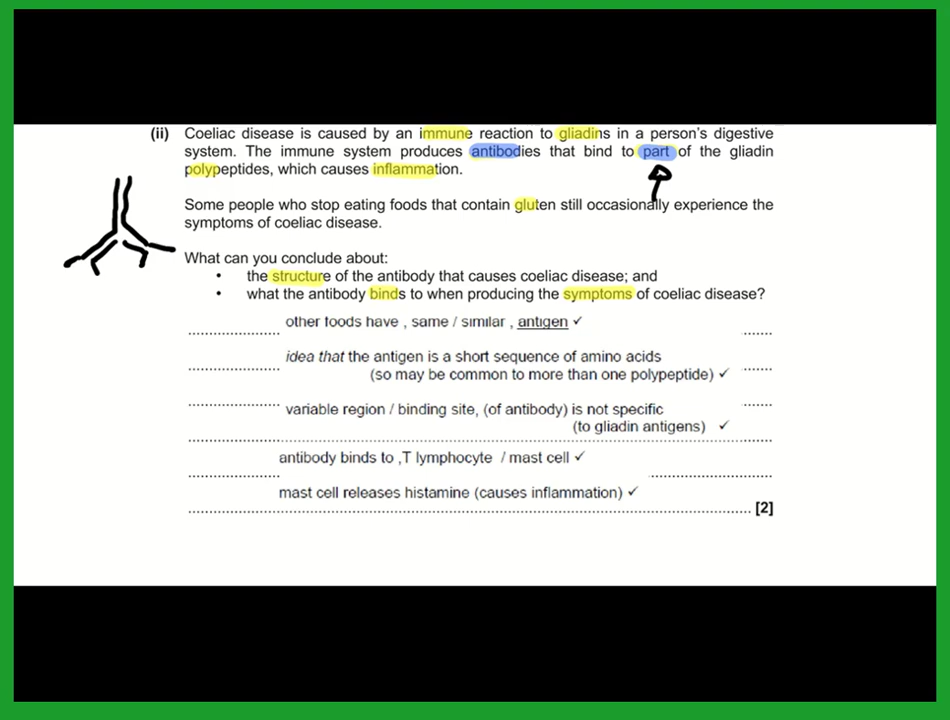 (ii) Coeliac disease is caused by an immune reaction to gliadins in a person's digestive
system. The immune system produces antibodies that bind to part of the gliadin
polypeptides, which causes inflammation.
Some people who stop eating foods that contain gluten still occasionally experience the
symptoms of coeliac disease.
What can you conclude about:
• the structure of the antibody that causes coeliac disease; and
• what the antibody binds to when producing the symptoms of coeliac disease?
other foods have , same / similar , antigen ✓
idea that the antigen is a short sequence of amino acids
(so may be common to more than one polypeptide) ✓
variable region / binding site, (of antibody) is not specific
(to gliadin antigens) ✓
antibody binds to ,T lymphocyte / mast cell ✓
mast cell releases histamine (causes inflammation) ✓
[2]